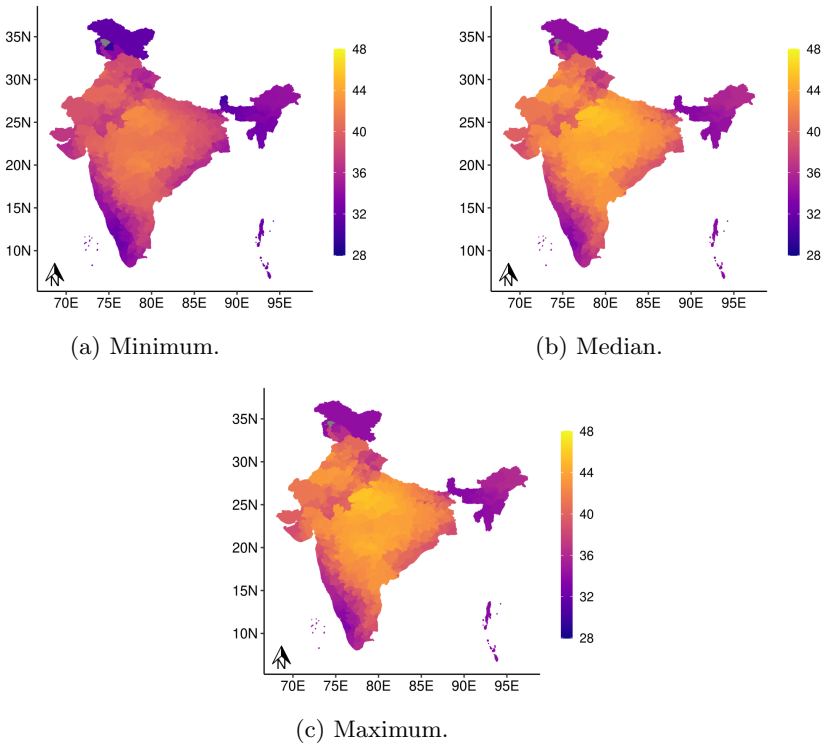 35N
30N
25N
20N
15N
10N
70E 75E 80E 85E 90E 95E
48
44
40
36
32
28
N
(a) Minimum.
35N
30N
25N
20N
15N
10N
70E 75E 80E 85E 90E 95E
48
44
40
36
32
28
N
(b) Median.
35N
30N
25N
20N
15N
10N
70E 75E 80E 85E 90E 95E
48
44
40
36
32
28
N
(c) Maximum.